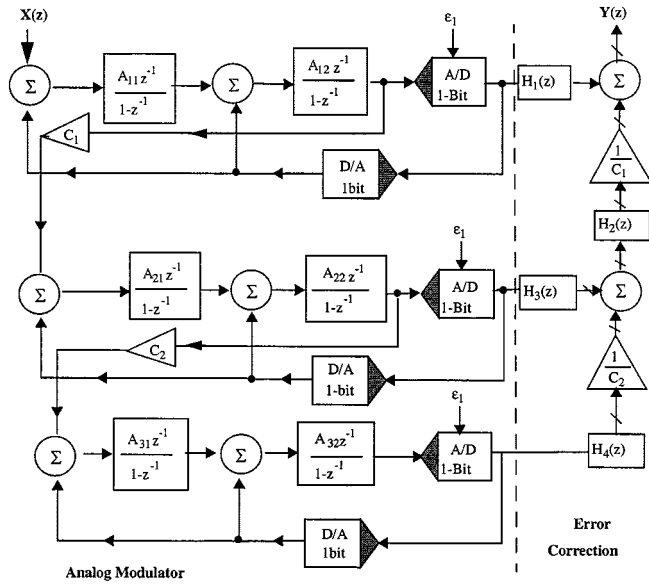 X(z)
Y(z)
ε1
Σ
A11 z-1
1-z-1
Σ
A12 z-1
1-z-1
A/D
1-Bit
H1(z)
Σ
C1
D/A
1bit
1
C1
H2(z)
ε1
Σ
A21 z-1
1-z-1
Σ
A22 z-1
1-z-1
A/D
1-Bit
H3(z)
Σ
C2
D/A
1-bit
1
C2
ε1
Σ
A31 z-1
1-z-1
Σ
A32z-1
1-z-1
A/D
1-Bit
H4(z)
D/A
1bit
Error
Correction
Analog Modulator